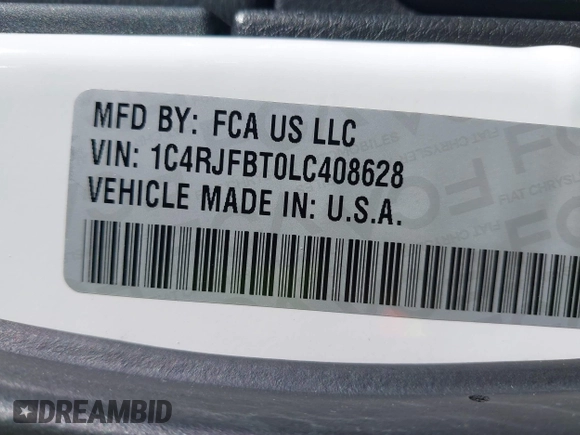 MFD BY: FCA US LLC
VIN: 1C4RJFBT0LC408628
VEHICLE MADE IN: U.S.A.
DREAMBID